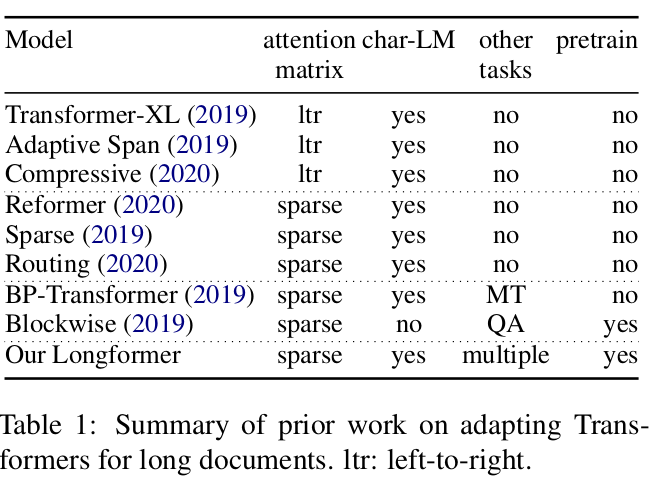 Model attention char-LM other pretrain
matrix tasks
Transformer-XL (2019) ltr yes no no
Adaptive Span (2019) ltr yes no no
Compressive (2020) ltr yes no no
Reformer (2020) sparse yes no no
Sparse (2019) sparse yes no no
Routing (2020) sparse yes no no
BP-Transformer (2019) sparse yes MT no
Blockwise (2019) sparse no QA yes
Our Longformer sparse yes multiple yes
Table 1: Summary of prior work on adapting Trans-
formers for long documents. ltr: left-to-right.